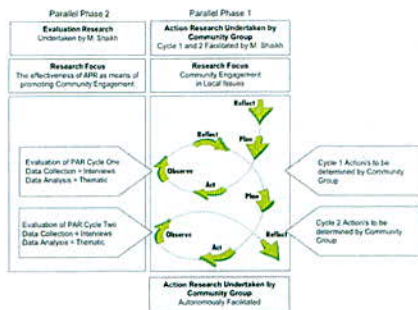 Parallel Phase 2
Parallel Phase 1
Evaluation Research
Undertaken by M. Shaikh
Action Research Undertaken by
Community Group
Cycle 1 and 2 Facilitated by M. Shaikh
Research Focus
The effectiveness of APR as means of
promoting Community Engagement
Research Focus
Community Engagement
in Local Issues
Reflect
Plan
Reflect
Observe
Act
Evaluation of PAR Cycle One
Data Collection = Interviews
Data Analysis = Thematic
Cycle 1 Action/s to be
determined by Community
Group
Plan
Evaluation of PAR Cycle Two
Data Collection = Interviews
Data Analysis = Thematic
Observe
Reflect
Act
Cycle 2 Action/s to be
determined by Community
Group
Action Research Undertaken by
Community Group
Autonomously Facilitated